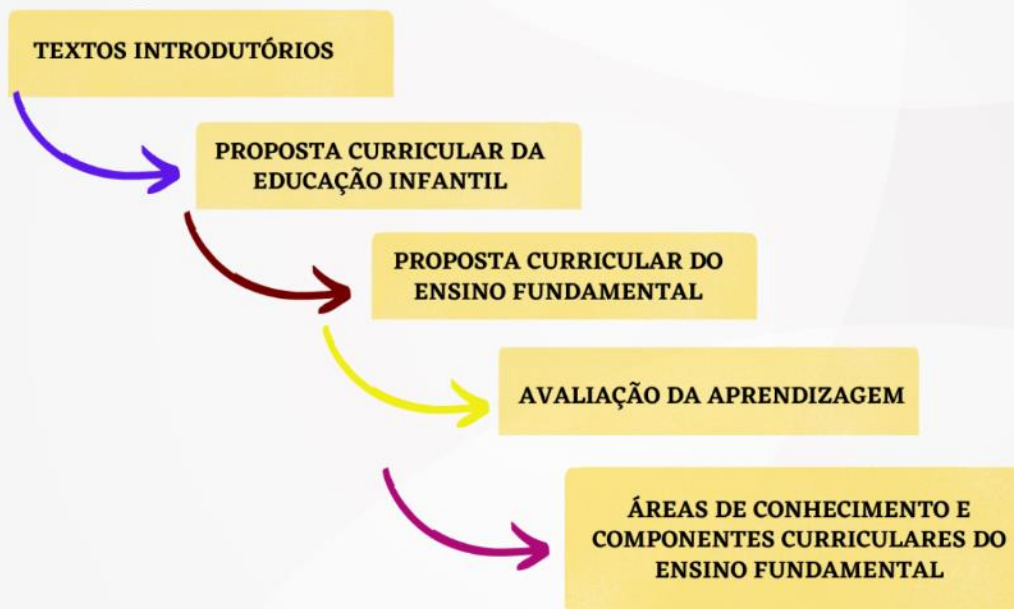 TEXTOS INTRODUTÓRIOS
PROPOSTA CURRICULAR DA
EDUCAÇÃO INFANTIL
PROPOSTA CURRICULAR DO
ENSINO FUNDAMENTAL
AVALIAÇÃO DA APRENDIZAGEM
ÁREAS DE CONHECIMENTO E
COMPONENTES CURRICULARES DO
ENSINO FUNDAMENTAL